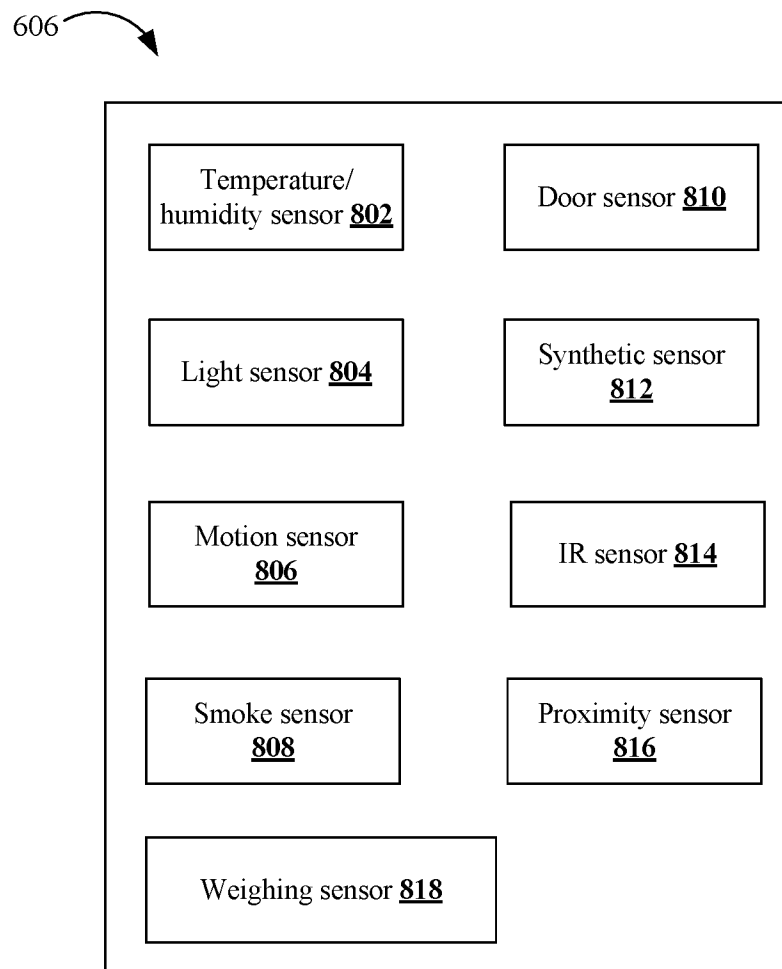 606
Temperature/
humidity sensor 802
Door sensor 810
Light sensor 804
Synthetic sensor
812
Motion sensor
806
IR sensor 814
Smoke sensor
808
Proximity sensor
816
Weighing sensor 818